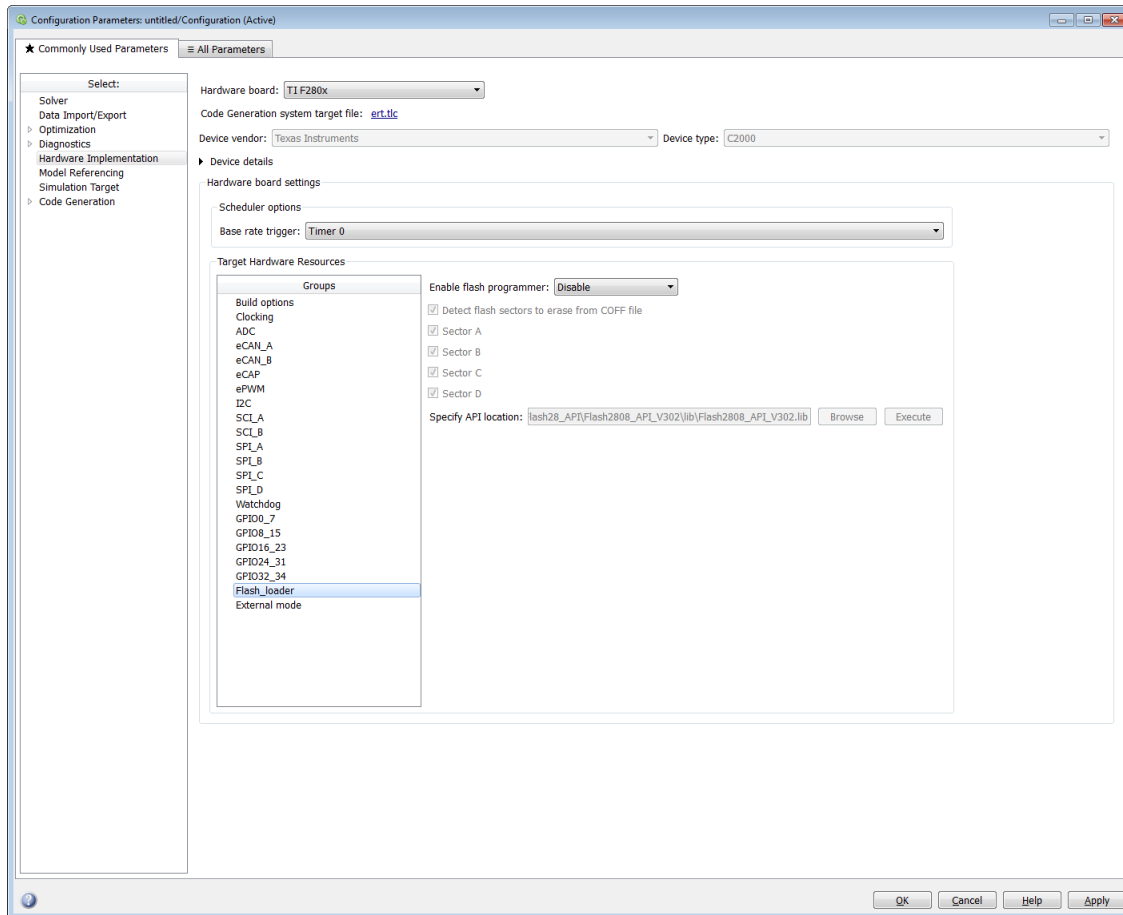 Configuration Parameters: untitled/Configuration (Active)
★ Commonly Used Parameters
≡ All Parameters
Select:
Solver
Data Import/Export
Optimization
Diagnostics
Hardware Implementation
Model Referencing
Simulation Target
Code Generation
Hardware board: TI F280x
Code Generation system target file: ert.tlc
Device vendor: Texas Instruments Device type: C2000
Device details
Hardware board settings
Scheduler options
Base rate trigger: Timer 0
Target Hardware Resources
Groups
Build options
Clocking
ADC
eCAN_A
eCAN_B
eCAP
ePWM
I2C
SCI_A
SCI_B
SPI_A
SPI_B
SPI_C
SPI_D
Watchdog
GPIO0_7
GPIO8_15
GPIO16_23
GPIO24_31
GPIO32_34
Flash_loader
External mode
Enable flash programmer: Disable
Detect flash sectors to erase from COFF file
Sector A
Sector B
Sector C
Sector D
Specify API location: lash28_API\Flash2808_API_V302\lib\Flash2808_API_V302.lib Browse Execute
OK Cancel Help Apply